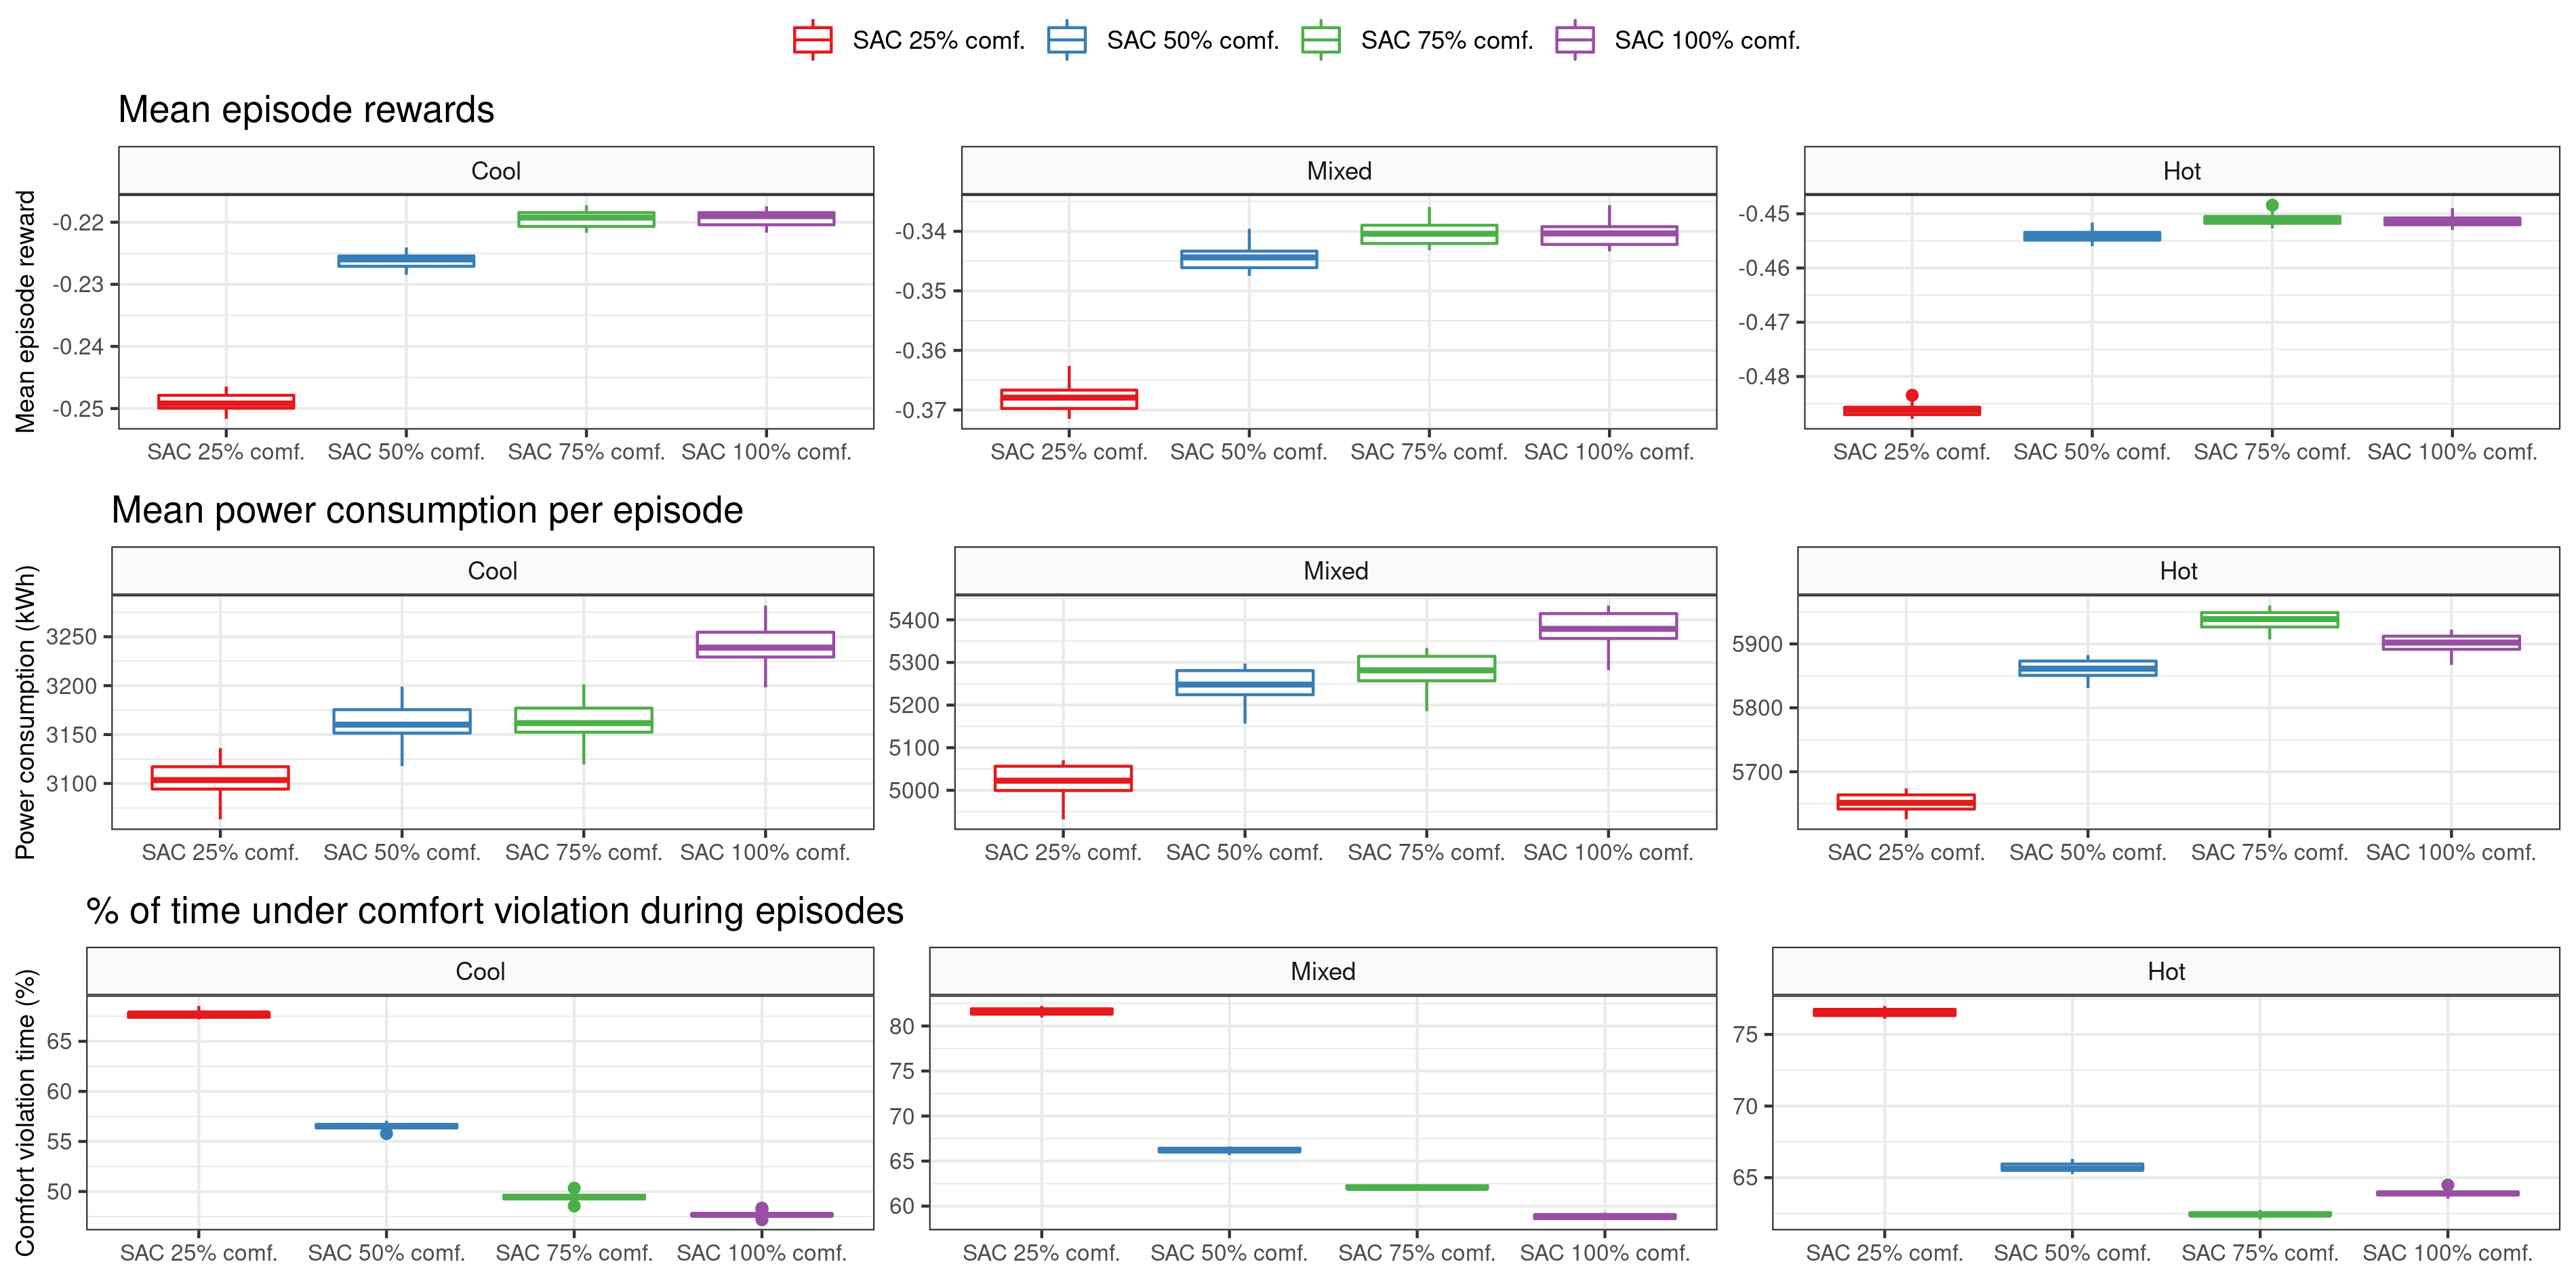 SAC 25% comf. SAC 50% comf. SAC 75% comf. SAC 100% comf.
Mean episode rewards
Cool Mixed Hot
Mean episode reward
-0.22
-0.23
-0.24
-0.25
-0.34
-0.35
-0.36
-0.37
-0.45
-0.46
-0.47
-0.48
SAC 25% comf. SAC 50% comf. SAC 75% comf. SAC 100% comf. SAC 25% comf. SAC 50% comf. SAC 75% comf. SAC 100% comf. SAC 25% comf. SAC 50% comf. SAC 75% comf. SAC 100% comf.
Mean power consumption per episode
Cool Mixed Hot
Power consumption (kWh)
3250
3200
3150
3100
5400
5300
5200
5100
5000
5900
5800
5700
SAC 25% comf. SAC 50% comf. SAC 75% comf. SAC 100% comf. SAC 25% comf. SAC 50% comf. SAC 75% comf. SAC 100% comf. SAC 25% comf. SAC 50% comf. SAC 75% comf. SAC 100% comf.
% of time under comfort violation during episodes
Cool Mixed Hot
Comfort violation time (%)
65
60
55
50
80
75
70
65
60
75
70
65
SAC 25% comf. SAC 50% comf. SAC 75% comf. SAC 100% comf. SAC 25% comf. SAC 50% comf. SAC 75% comf. SAC 100% comf. SAC 25% comf. SAC 50% comf. SAC 75% comf. SAC 100% comf.